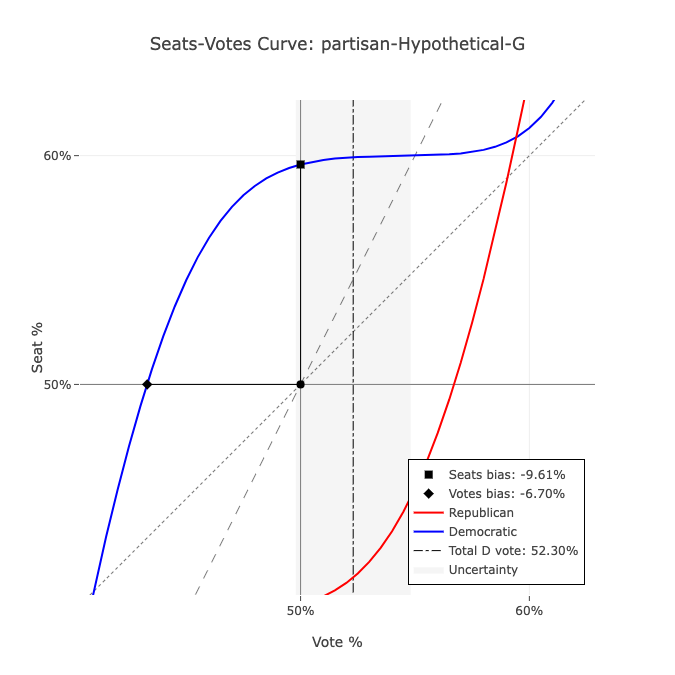 Seats-Votes Curve: partisan-Hypothetical-G
60%
50%
Seat %
50%
60%
Vote %
Seats bias: -9.61%
Votes bias: -6.70%
Republican
Democratic
Total D vote: 52.30%
Uncertainty